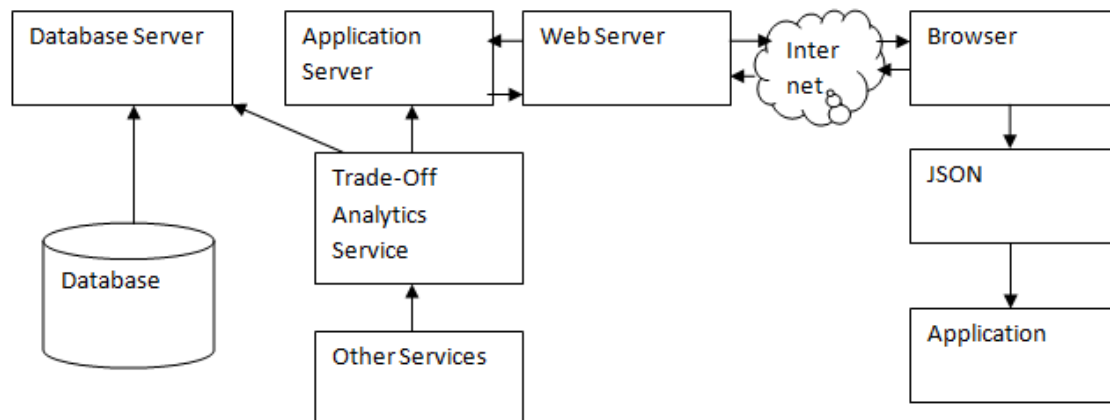 Database Server
Application
Server
Web Server
Inter
net
Browser
Trade-Off
Analytics
Service
JSON
Database
Other Services
Application